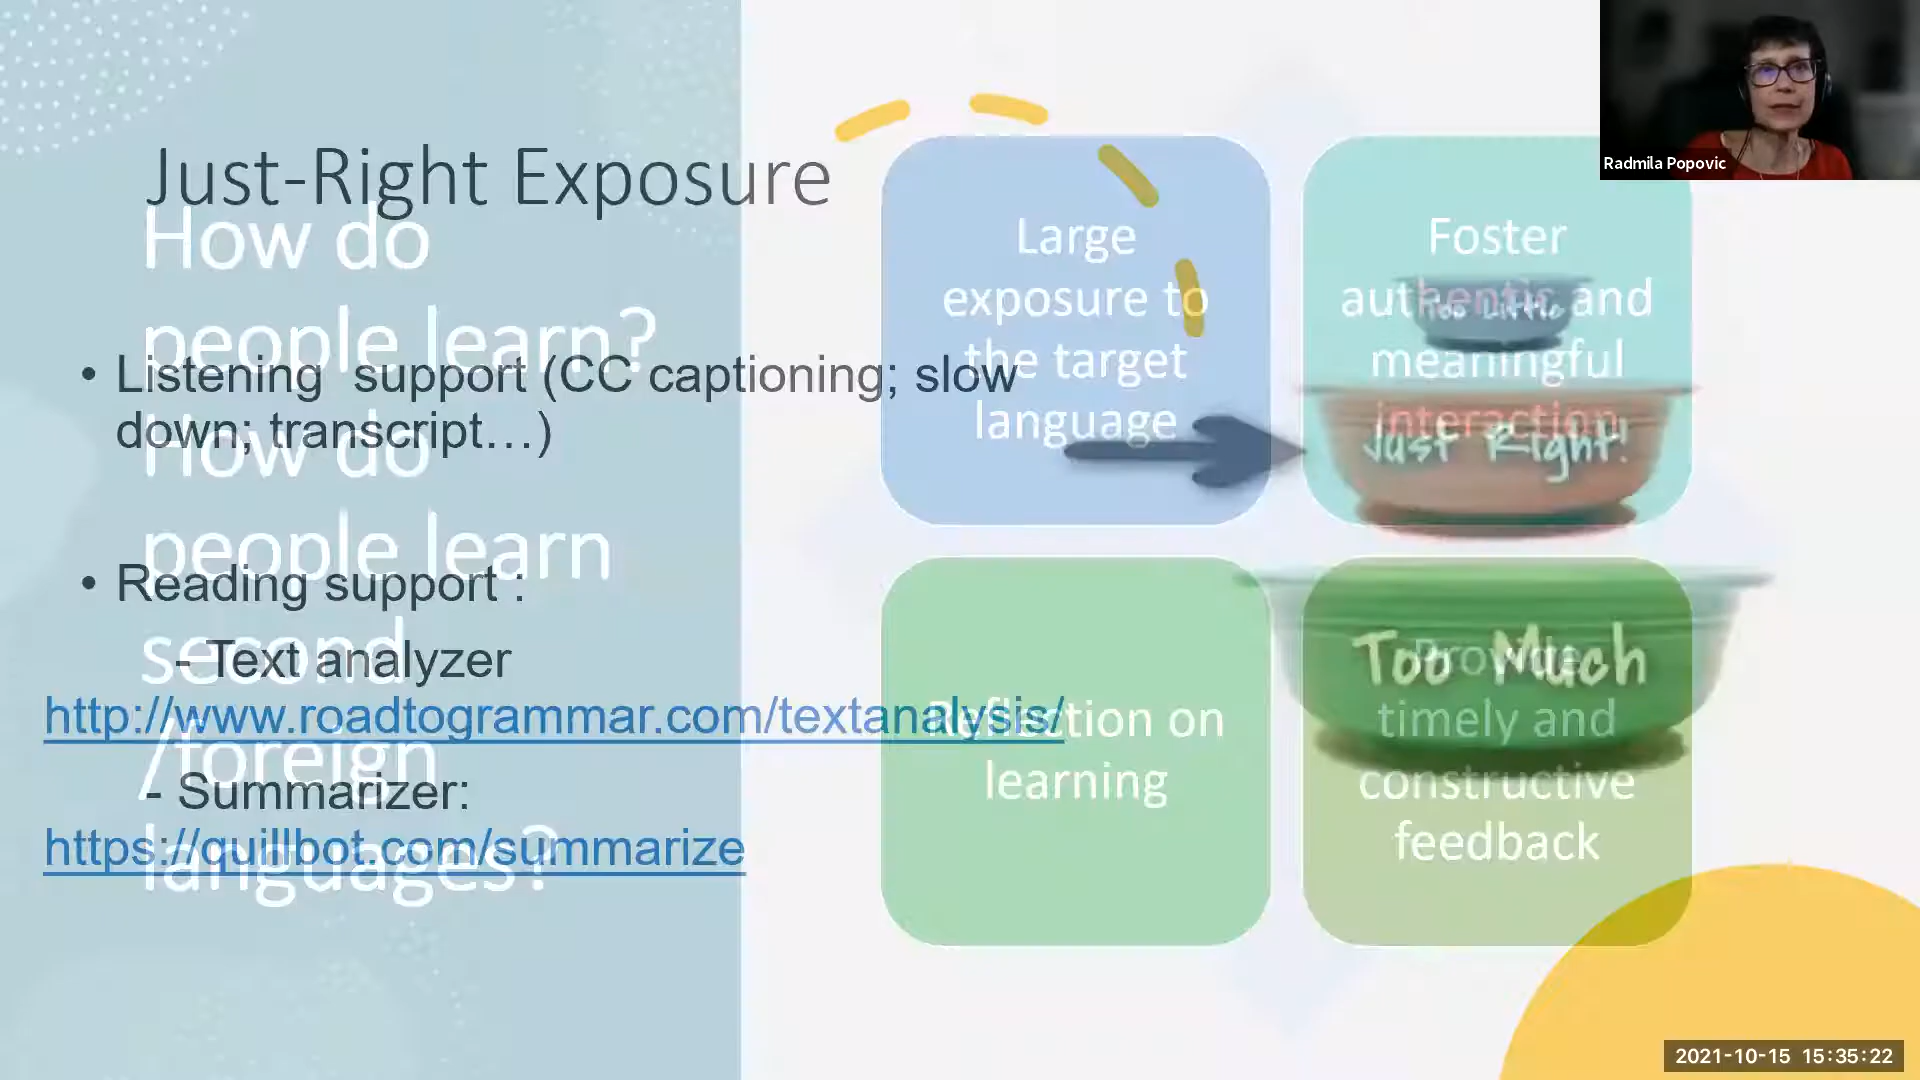 Just-Right Exposure
• Listening support (CC captioning; slow
down; transcript…)
• Reading support :
- Text analyzer
http://www.roadtogrammar.com/textanalysis/
- Summarizer:
https://quillbot.com/summarize
How do
people learn?
How do
people learn
second
/foreign
languages?
Large
exposure to
the target
language
Foster
authentic and
meaningful
interaction
Reflection on
learning
Provide
timely and
constructive
feedback
Too Little
Just Right!
Too Much
Radmila Popovic
2021-10-15 15:35:22